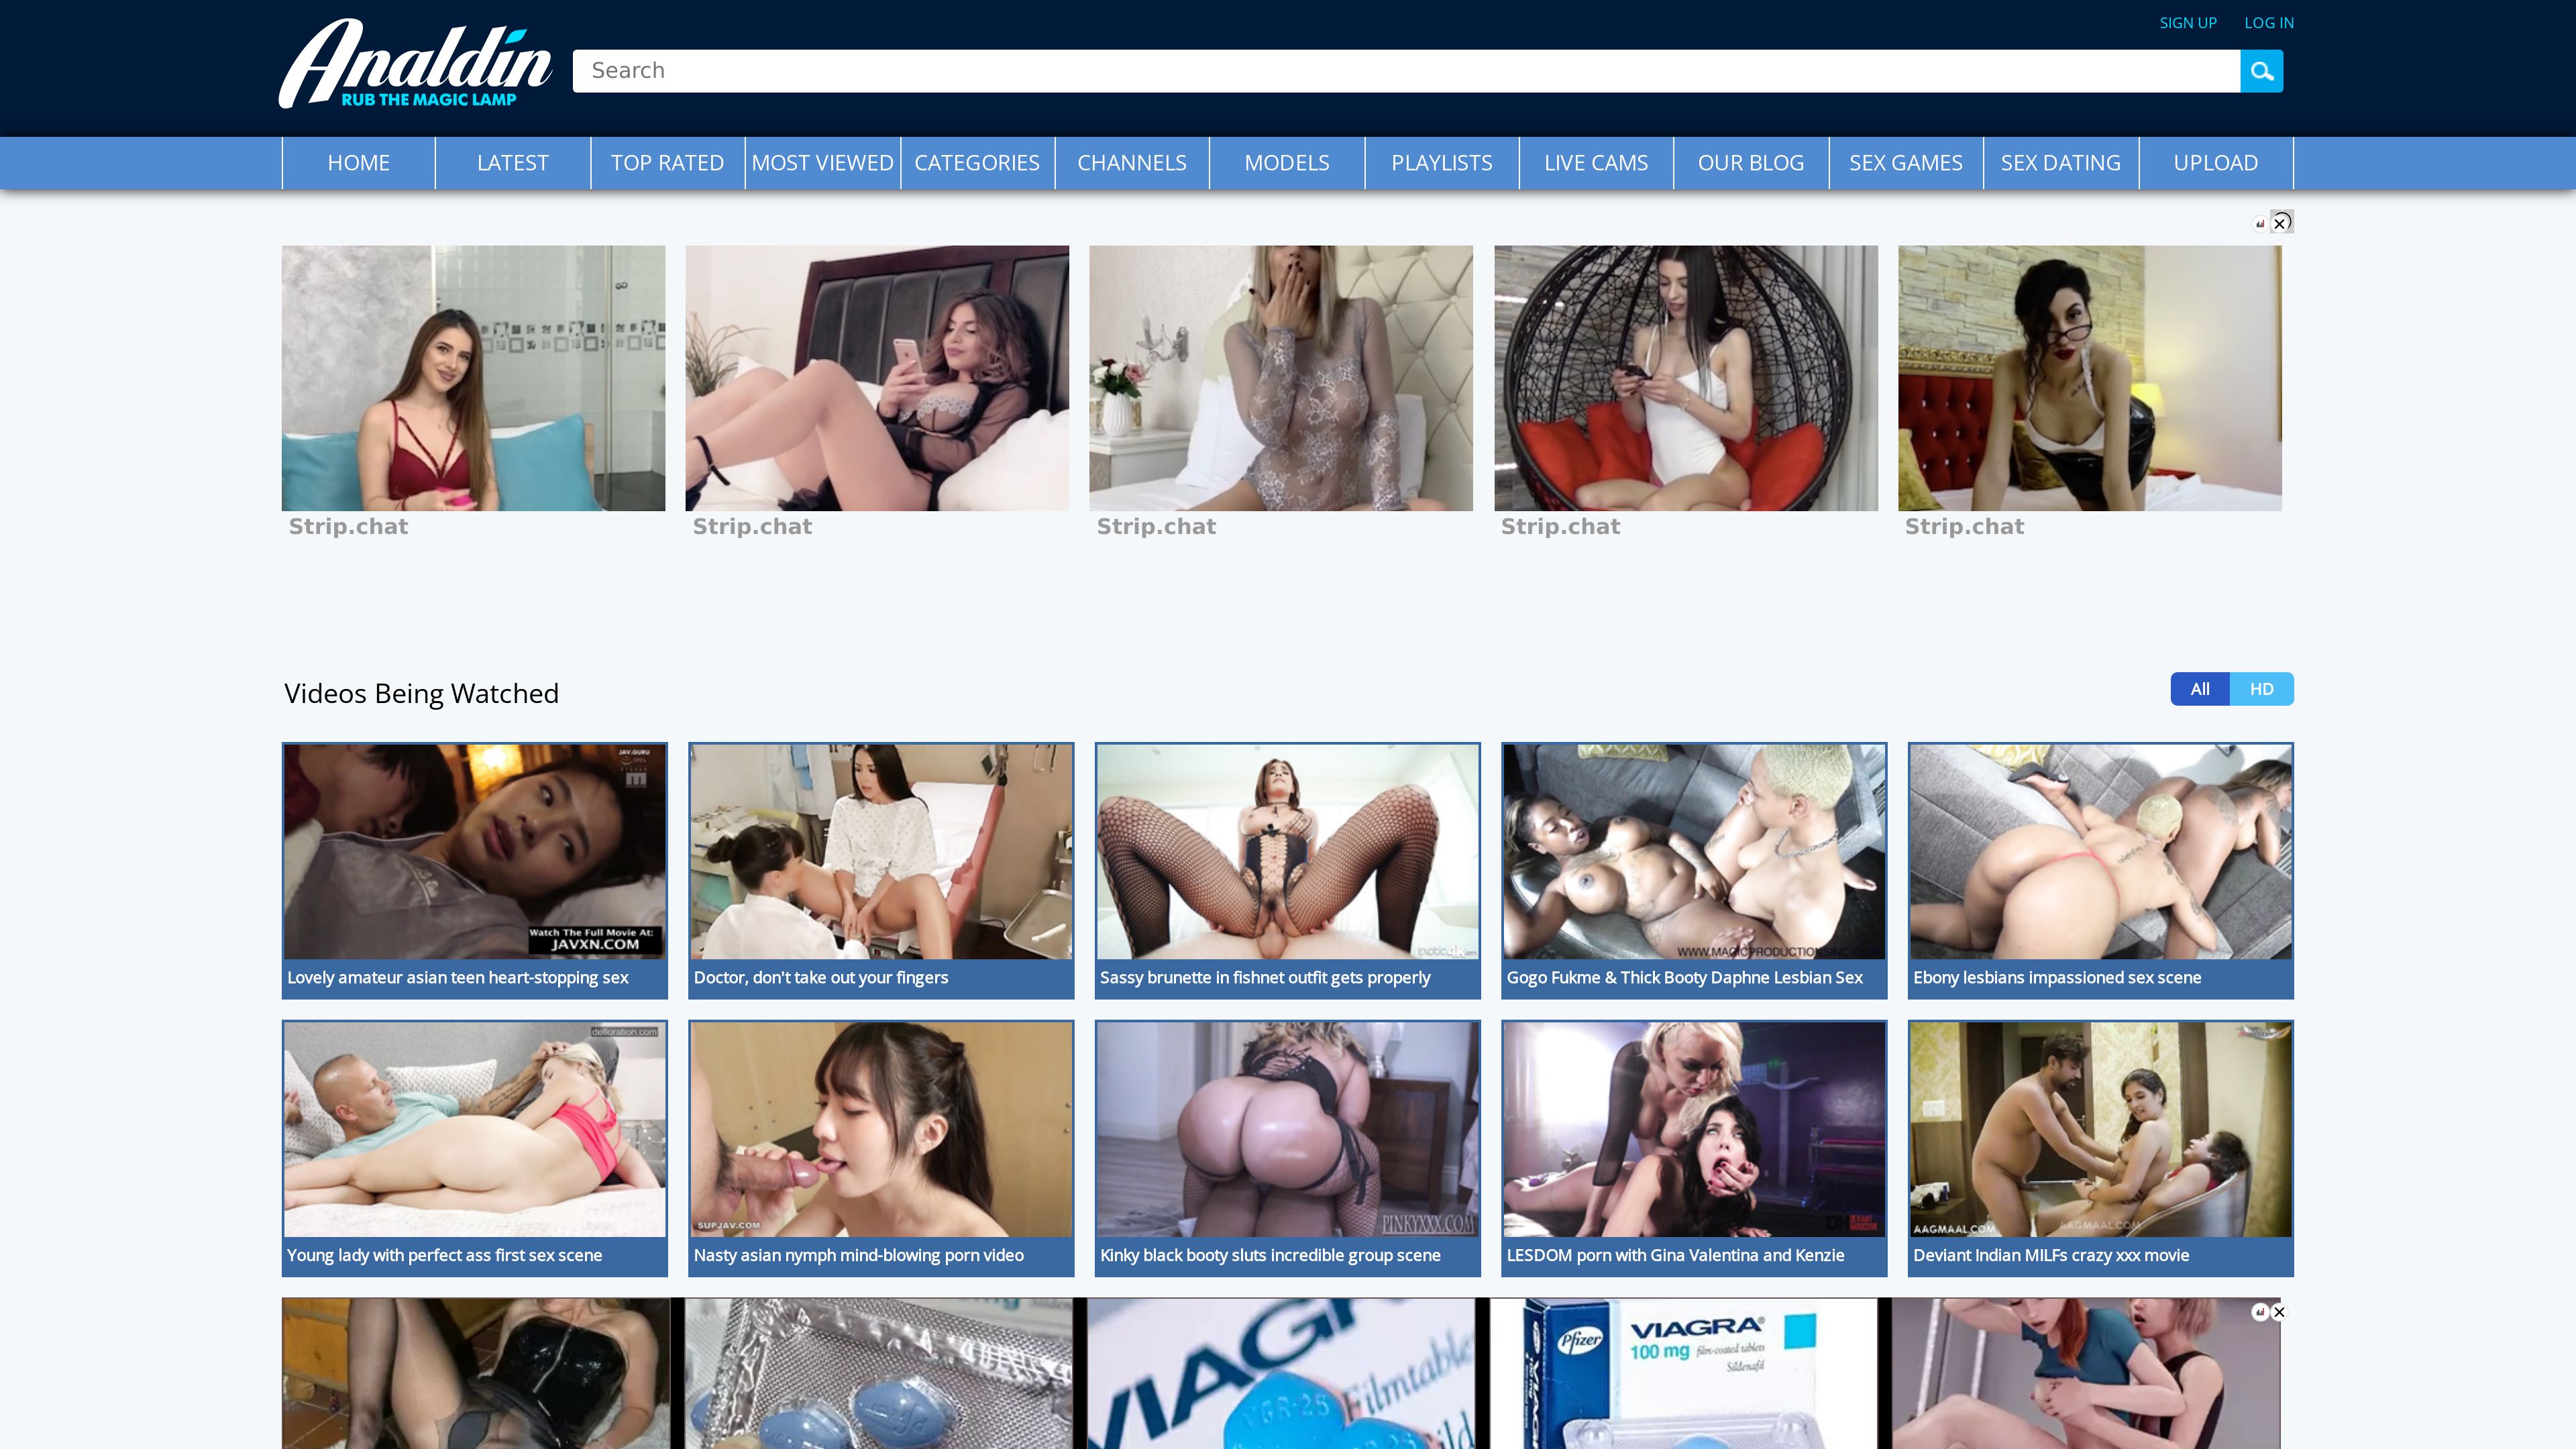 SIGN UP LOG IN
Analdin
RUB THE MAGIC LAMP
Search
HOME LATEST TOP RATED MOST VIEWED CATEGORIES CHANNELS MODELS PLAYLISTS LIVE CAMS OUR BLOG SEX GAMES SEX DATING UPLOAD
Strip.chat Strip.chat Strip.chat Strip.chat Strip.chat
Videos Being Watched
All HD
JAV.GURU
Watch The Full Movie At:
JAVXN.COM
exotic4k.com
Lovely amateur asian teen heart-stopping sex
Doctor, don't take out your fingers
Sassy brunette in fishnet outfit gets properly
Gogo Fukme & Thick Booty Daphne Lesbian Sex
Ebony lesbians impassioned sex scene
defloration.com
SUPJAV.COM
PINKYXXX.COM
AAGMAAL.COM AAGMAAL.COM
Young lady with perfect ass first sex scene
Nasty asian nymph mind-blowing porn video
Kinky black booty sluts incredible group scene
LESDOM porn with Gina Valentina and Kenzie
Deviant Indian MILFs crazy xxx movie
VGR-25
Pfizer
VIAGRA®
100 mg film-coated tablets
Sildenafil